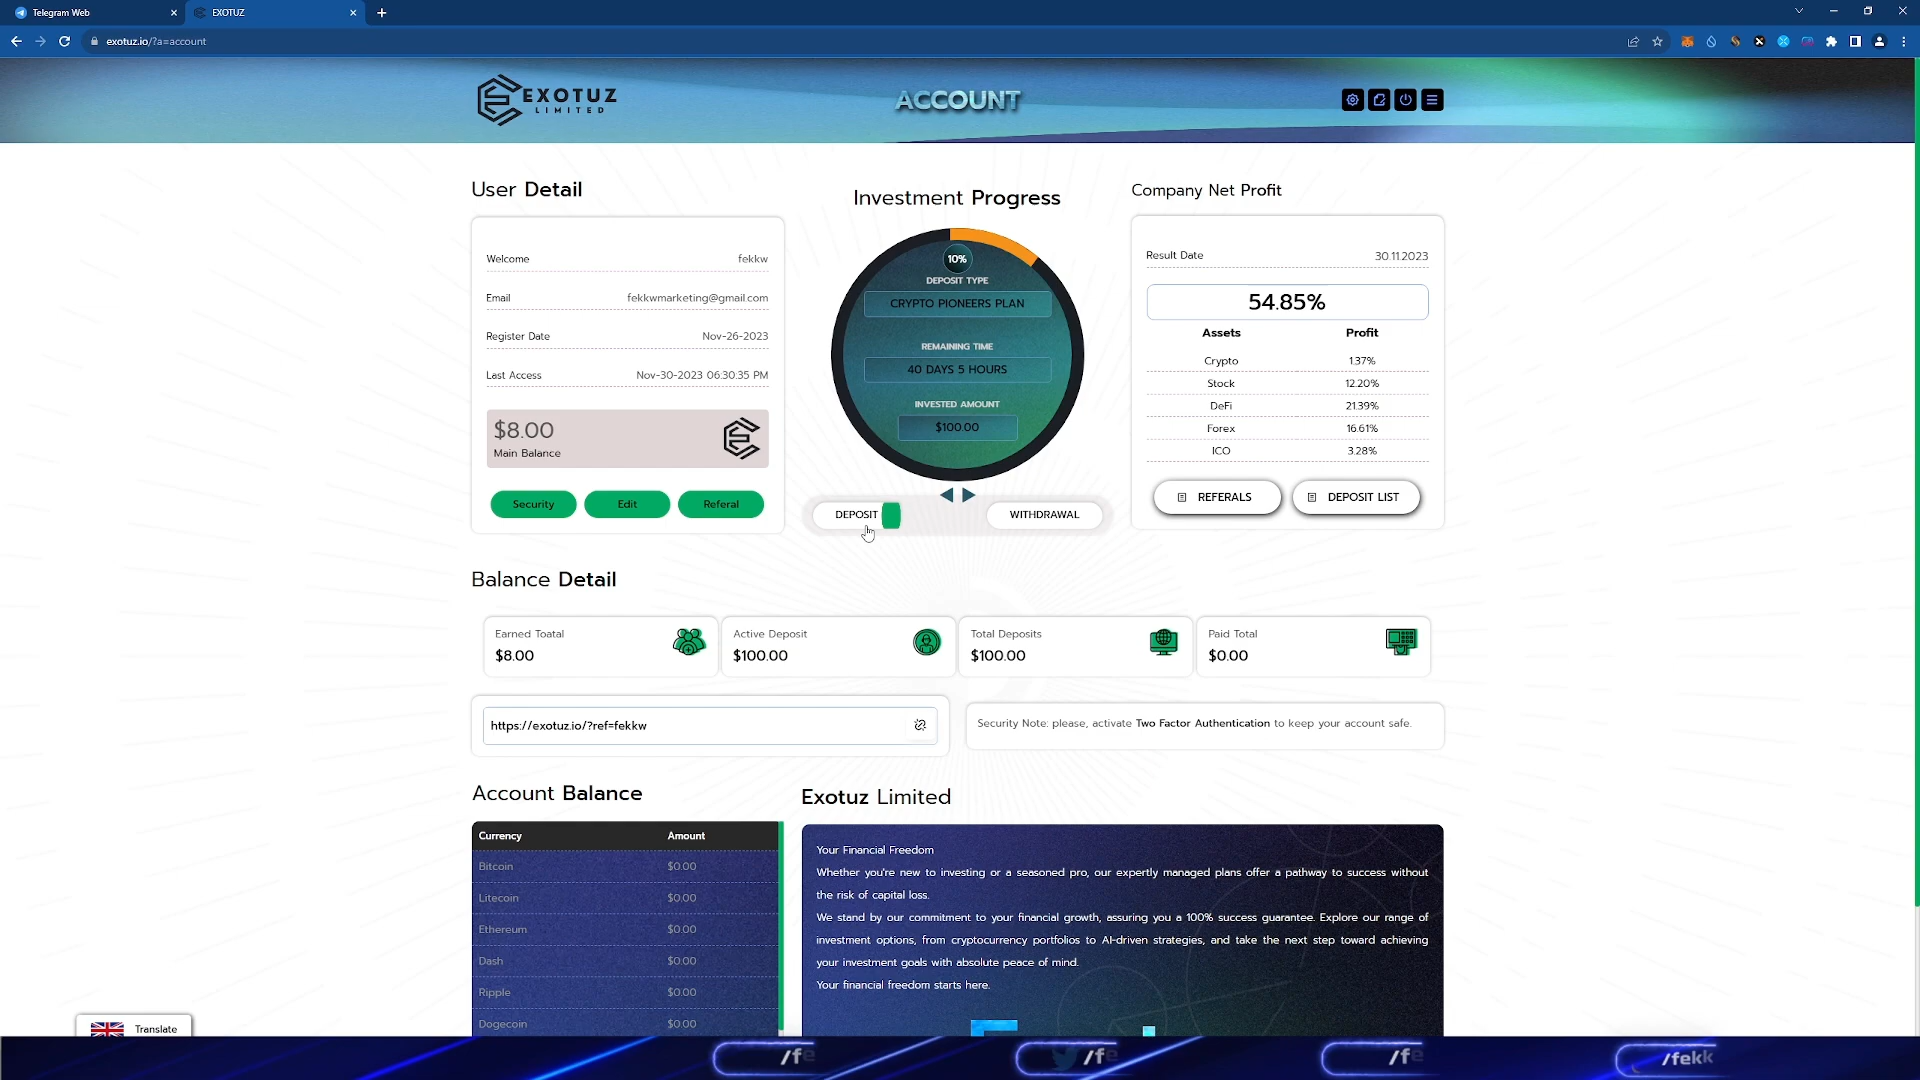 Telegram Web
EXOTUZ
exotuz.io/?a=account
EXOTUZ
LIMITED
ACCOUNT
User Detail
Welcome fekkw
Email fekkwmarketing@gmail.com
Register Date Nov-26-2023
Last Access Nov-30-2023 06:30:35 PM
$8.00
Main Balance
Security Edit Referal
Investment Progress
10%
DEPOSIT TYPE
CRYPTO PIONEERS PLAN
REMAINING TIME
40 DAYS 5 HOURS
INVESTED AMOUNT
$100.00
DEPOSIT WITHDRAWAL
Company Net Profit
Result Date 30.11.2023
54.85%
Assets Profit
Crypto 1.37%
Stock 12.20%
DeFi 21.39%
Forex 16.61%
ICO 3.28%
REFERALS DEPOSIT LIST
Balance Detail
Earned Toatal
$8.00
Active Deposit
$100.00
Total Deposits
$100.00
Paid Total
$0.00
https://exotuz.io/?ref=fekkw
Security Note: please, activate Two Factor Authentication to keep your account safe.
Account Balance
Currency Amount
Bitcoin $0.00
Litecoin $0.00
Ethereum $0.00
Dash $0.00
Ripple $0.00
Dogecoin $0.00
Exotuz Limited
Your Financial Freedom
Whether you're new to investing or a seasoned pro, our expertly managed plans offer a pathway to success without
the risk of capital loss.
We stand by our commitment to your financial growth, assuring you a 100% success guarantee. Explore our range of
investment options, from cryptocurrency portfolios to AI-driven strategies, and take the next step toward achieving
your investment goals with absolute peace of mind.
Your financial freedom starts here.
Translate
/fe /fe /fe /fekk